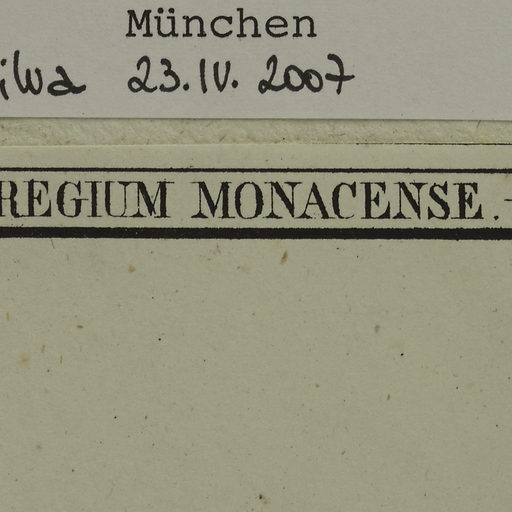 München
23.IV.2007
REGIUM MONACENSE.